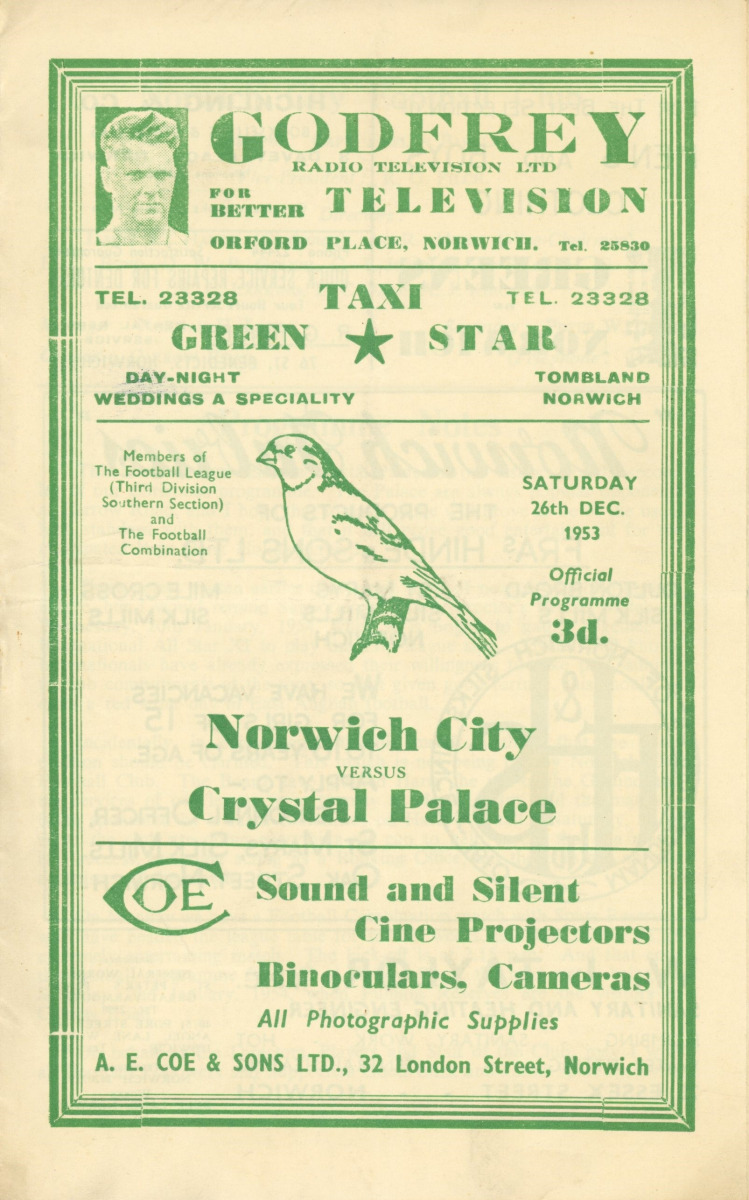 GODFREY
RADIO TELEVISION LTD
FOR BETTER TELEVISION
ORFORD PLACE, NORWICH. Tel. 25830
TEL. 23328 TAXI TEL. 23328
GREEN ★ STAR
DAY-NIGHT TOMBLAND
WEDDINGS A SPECIALITY NORWICH
Members of
The Football League
(Third Division
Southern Section)
and
The Football
Combination
SATURDAY
26th DEC.
1953
Official
Programme
3d.
Norwich City
VERSUS
Crystal Palace
COE
Sound and Silent
Cine Projectors
Binoculars, Cameras
All Photographic Supplies
A. E. COE & SONS LTD., 32 London Street, Norwich